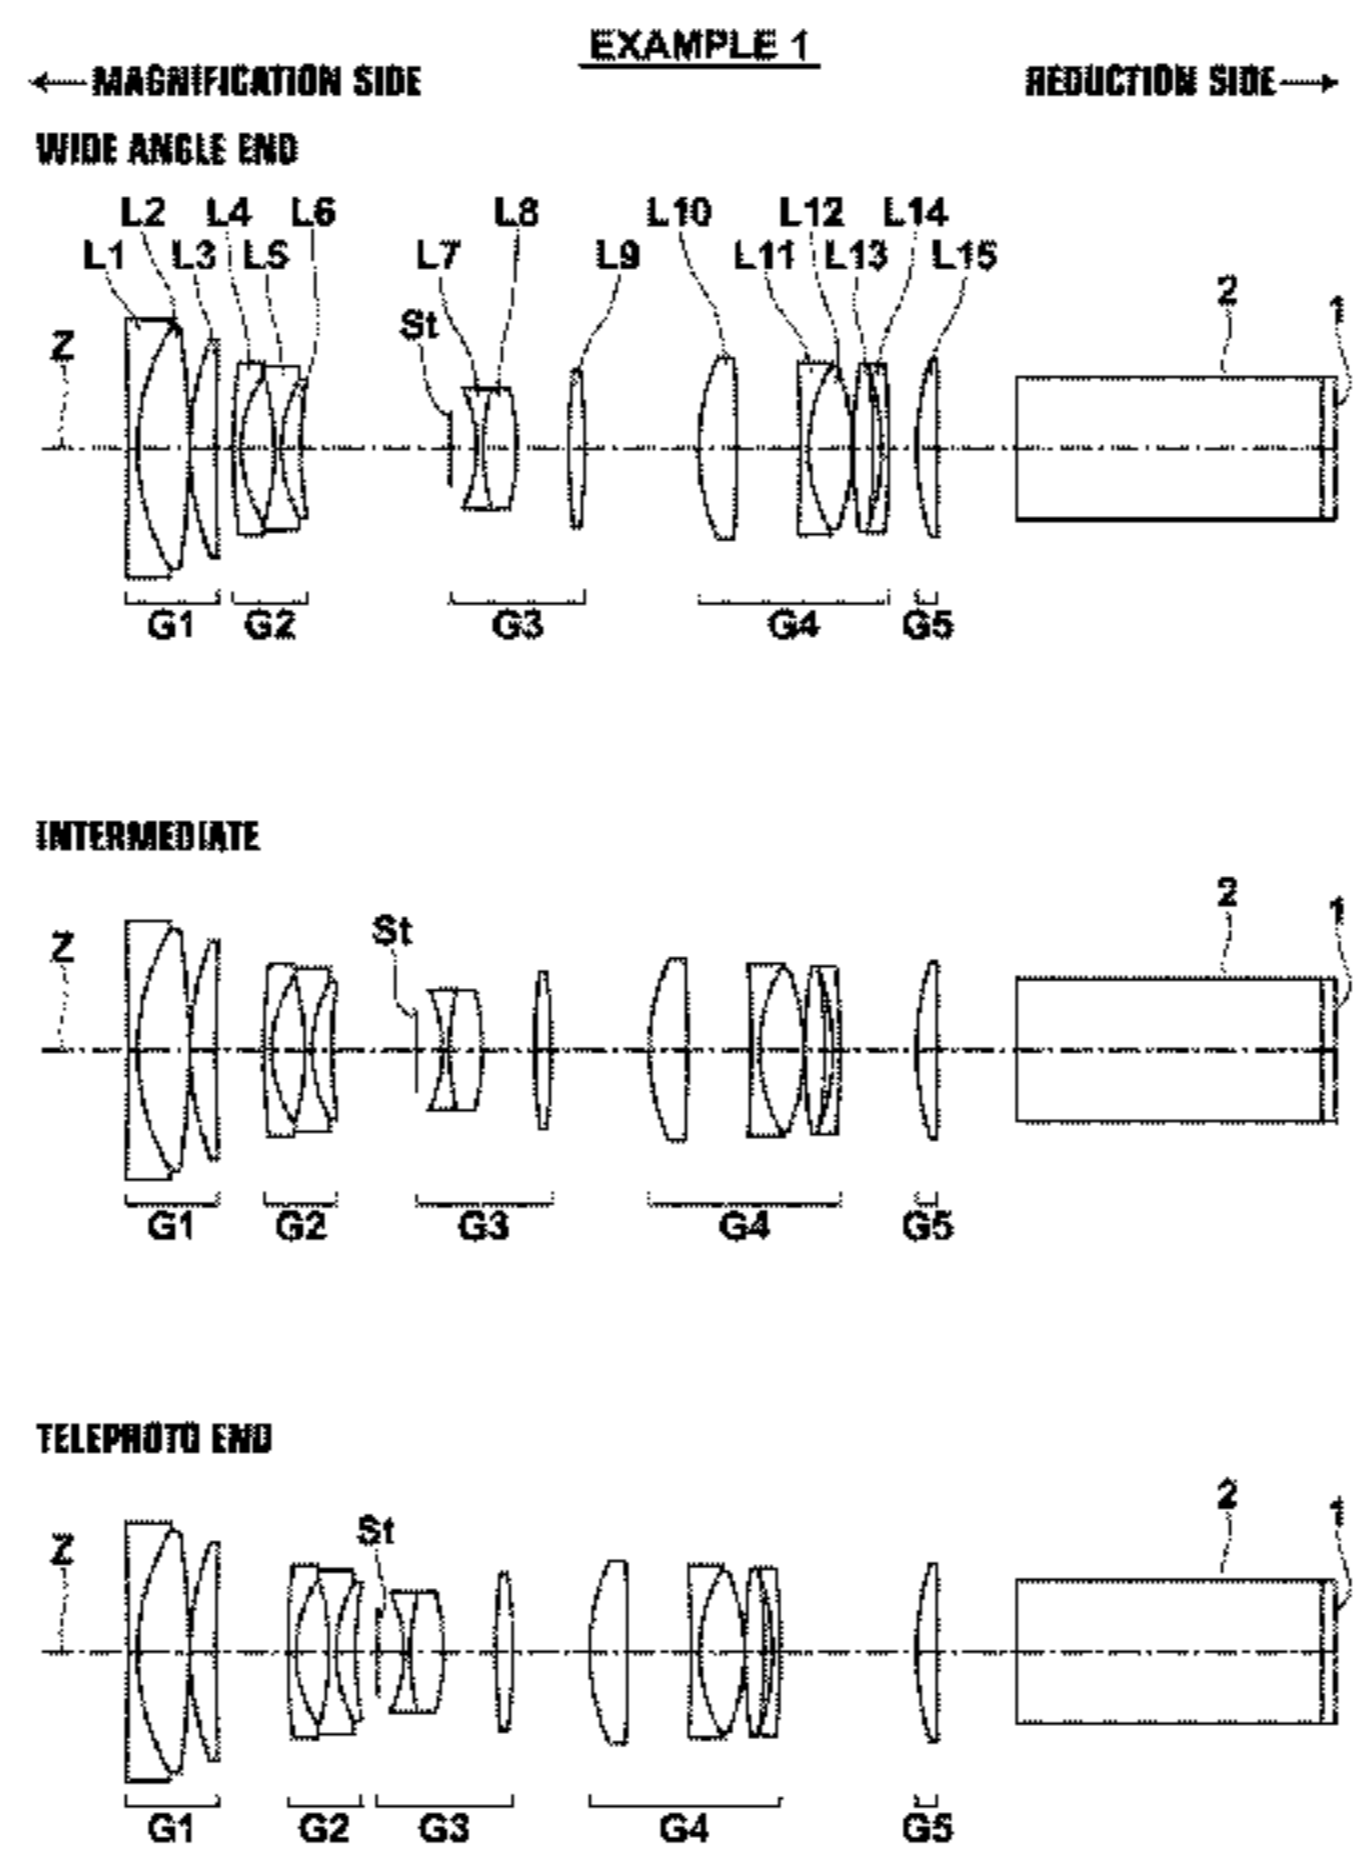 EXAMPLE 1
← MAGNIFICATION SIDE REDUCTION SIDE →
WIDE ANGLE END
L2 L4 L6 L8 L10 L12 L14
L1 L3 L5 L7 L9 L11 L13 L15
2 1
Z St
G1 G2 G3 G4 G5
INTERMEDIATE
2 1
Z St
G1 G2 G3 G4 G5
TELEPHOTO END
2 1
Z St
G1 G2 G3 G4 G5